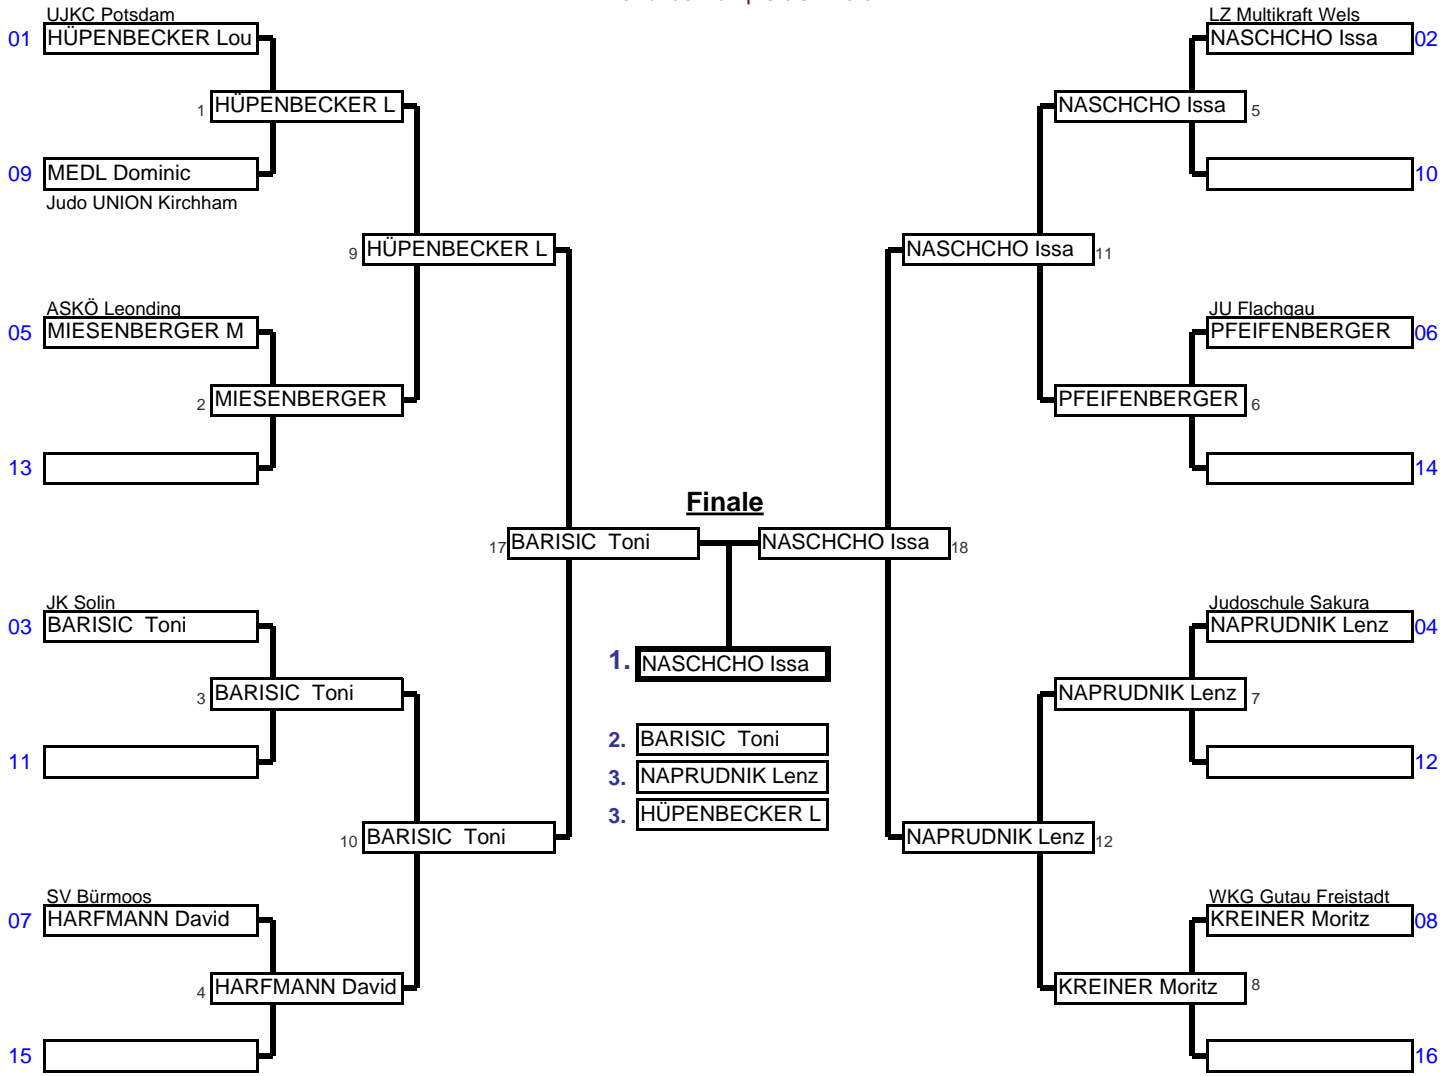 UJKC Potsdam
01 HÜPENBECKER Lou
1 HÜPENBECKER L
09 MEDL Dominic
Judo UNION Kirchham
9 HÜPENBECKER L
ASKÖ Leonding
05 MIESENBERGER M
2 MIESENBERGER
13
17 BARISIC Toni
JK Solin
03 BARISIC Toni
3 BARISIC Toni
11
10 BARISIC Toni
SV Bürmoos
07 HARFMANN David
4 HARFMANN David
15
Finale
1. NASCHCHO Issa
2. BARISIC Toni
3. NAPRUDNIK Lenz
3. HÜPENBECKER L
LZ Multikraft Wels
NASCHCHO Issa 02
NASCHCHO Issa 5
10
NASCHCHO Issa 11
JU Flachgau
PFEIFENBERGER 06
PFEIFENBERGER 6
14
NASCHCHO Issa 18
Judoschule Sakura
NAPRUDNIK Lenz 04
NAPRUDNIK Lenz 7
12
NAPRUDNIK Lenz 12
WKG Gutau Freistadt
KREINER Moritz 08
KREINER Moritz 8
16